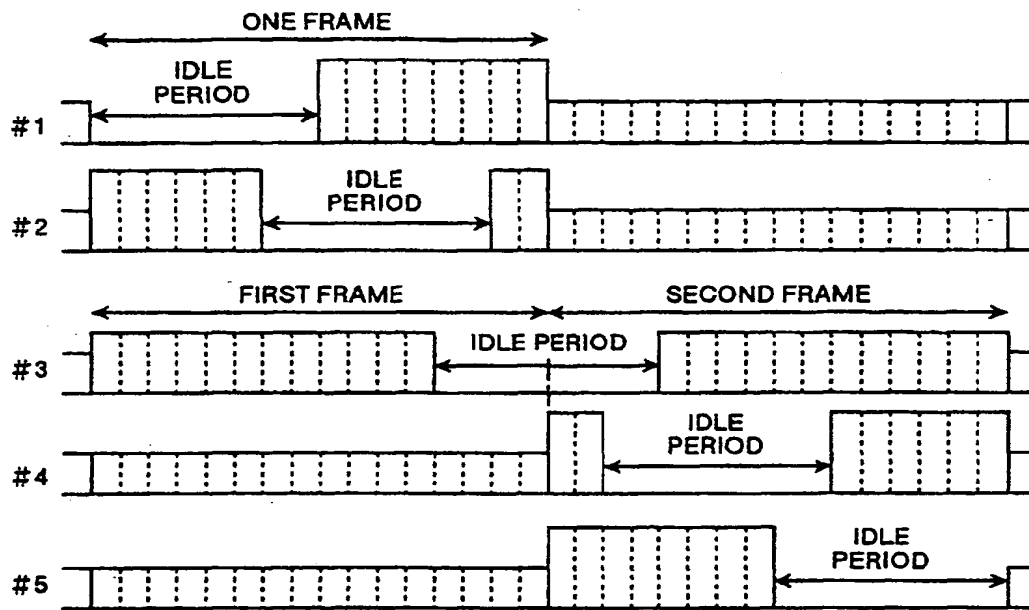 ONE FRAME
IDLE
PERIOD
#1
IDLE
PERIOD
#2
FIRST FRAME
SECOND FRAME
IDLE PERIOD
#3
IDLE
PERIOD
#4
IDLE
PERIOD
#5